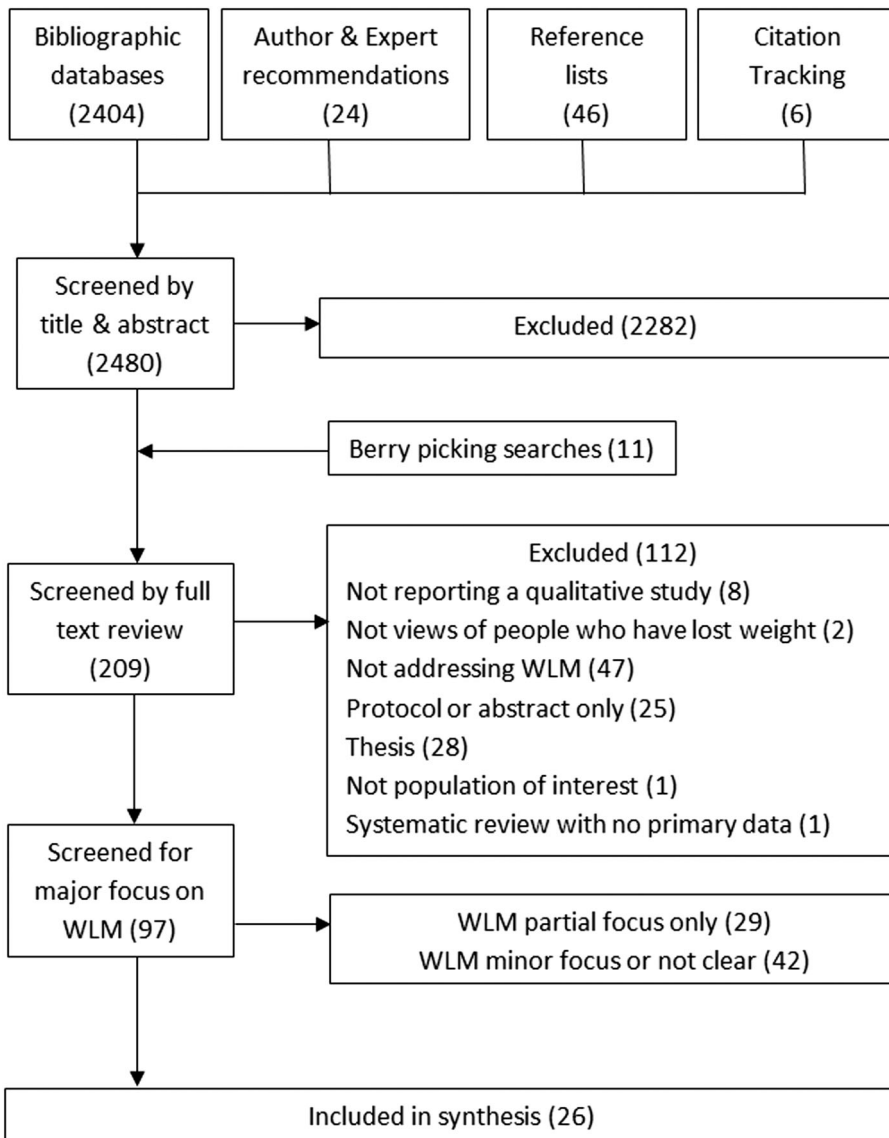 Bibliographic
databases
(2404)
Author & Expert
recommendations
(24)
Reference
lists
(46)
Citation
Tracking
(6)
Screened by
title & abstract
(2480)
Excluded (2282)
Berry picking searches (11)
Screened by full
text review
(209)
Excluded (112)
Not reporting a qualitative study (8)
Not views of people who have lost weight (2)
Not addressing WLM (47)
Protocol or abstract only (25)
Thesis (28)
Not population of interest (1)
Systematic review with no primary data (1)
Screened for
major focus on
WLM (97)
WLM partial focus only (29)
WLM minor focus or not clear (42)
Included in synthesis (26)